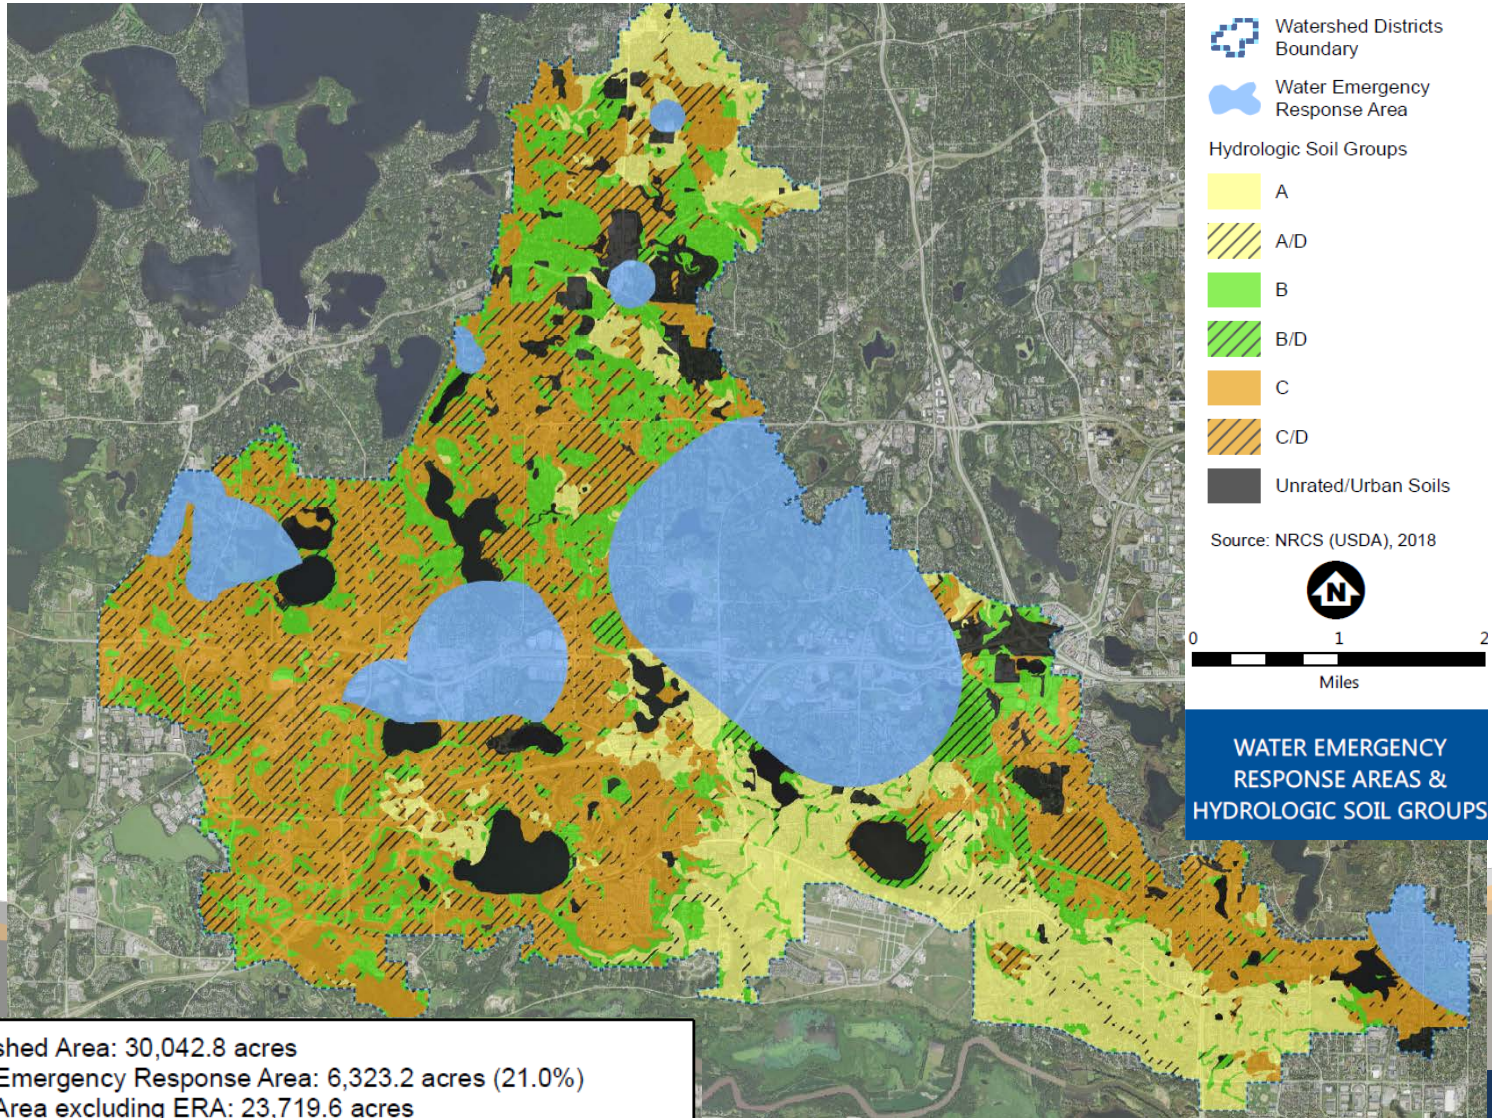 Watershed Districts
Boundary
Water Emergency
Response Area
Hydrologic Soil Groups
A
A/D
B
B/D
C
C/D
Unrated/Urban Soils
Source: NRCS (USDA), 2018
N
0 1 2
Miles
WATER EMERGENCY
RESPONSE AREAS &
HYDROLOGIC SOIL GROUPS
shed Area: 30,042.8 acres
Emergency Response Area: 6,323.2 acres (21.0%)
Area excluding ERA: 23,719.6 acres